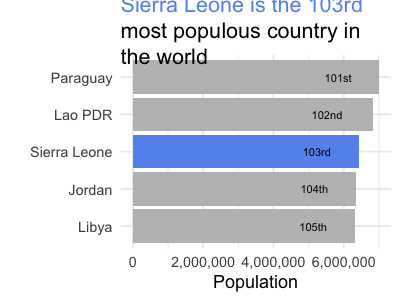 Sierra Leone is the 103rd
most populous country in
the world
Paraguay 101st
Lao PDR 102nd
Sierra Leone 103rd
Jordan 104th
Libya 105th
0 2,000,000 4,000,000 6,000,000
Population